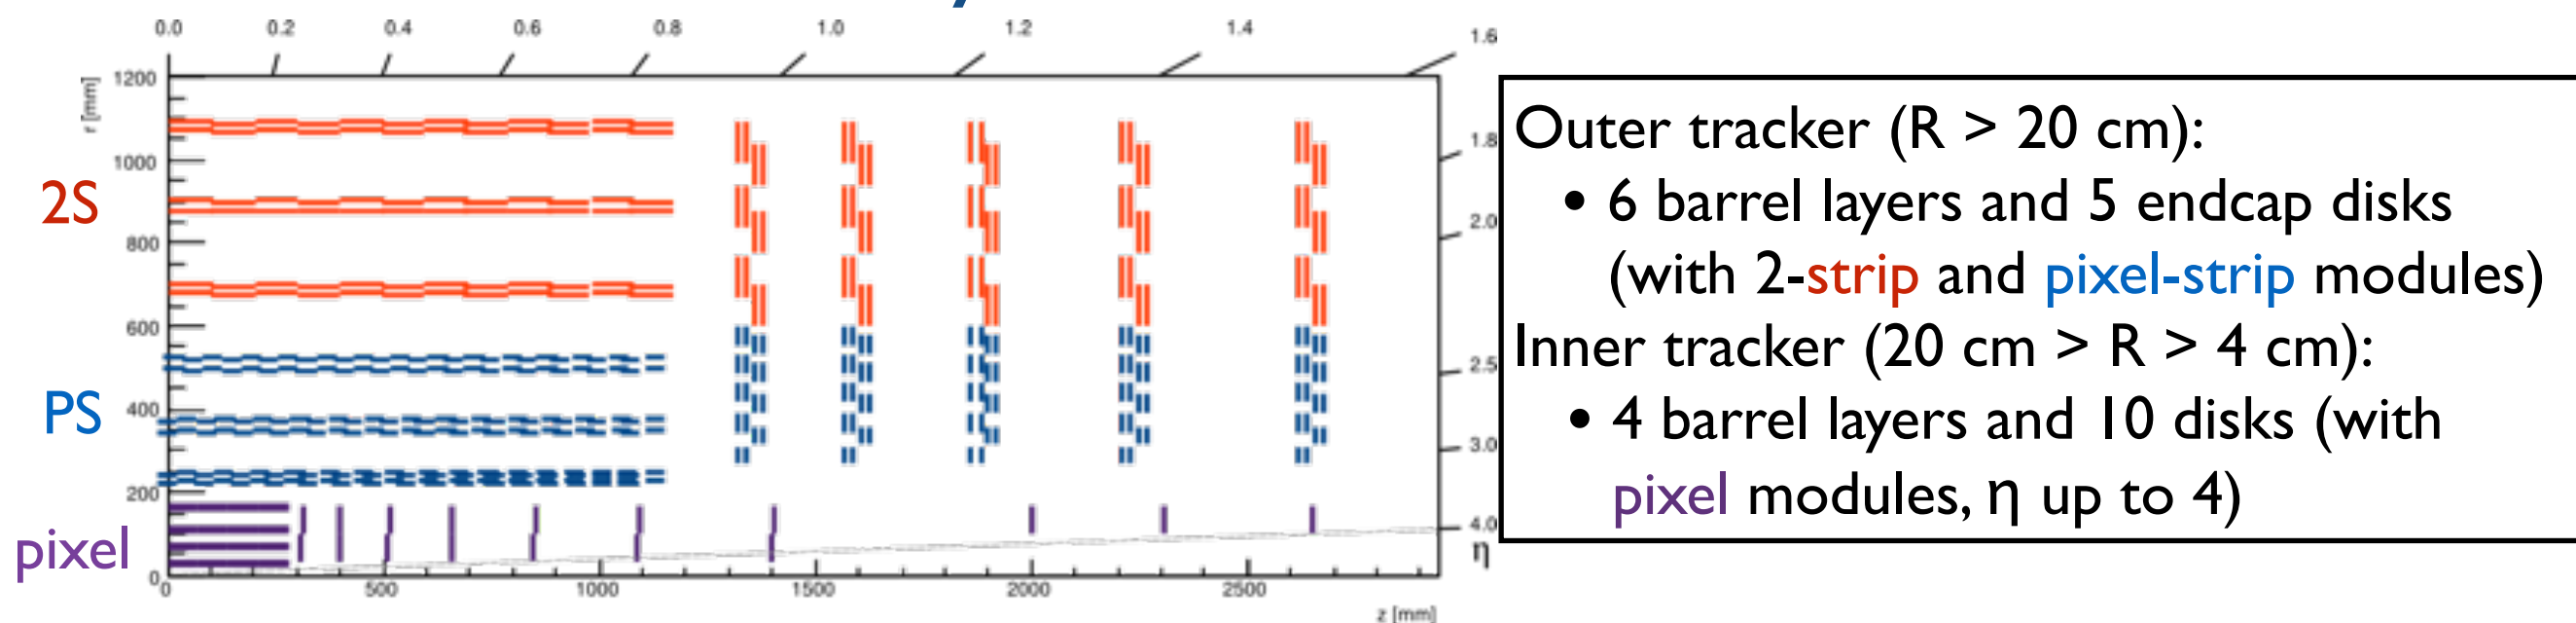 0.0 0.2 0.4 0.6 0.8 1.0 1.2 1.4 1.6
r [mm]
1200
1000
800
600
400
200
0
2S
PS
pixel
1.8
2.0
2.5
3.0
4.0
η
0 500 1000 1500 2000 2500
z [mm]
Outer tracker (R > 20 cm):
• 6 barrel layers and 5 endcap disks
(with 2-strip and pixel-strip modules)
Inner tracker (20 cm > R > 4 cm):
• 4 barrel layers and 10 disks (with
pixel modules, η up to 4)